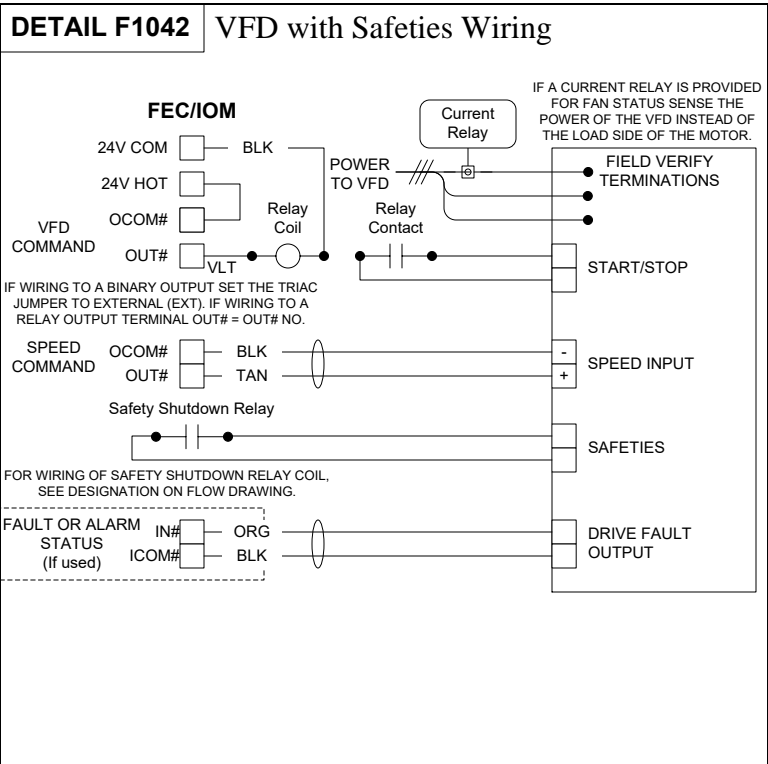 DETAIL F1042
VFD with Safeties Wiring
IF A CURRENT RELAY IS PROVIDED
FOR FAN STATUS SENSE THE
POWER OF THE VFD INSTEAD OF
THE LOAD SIDE OF THE MOTOR.
FEC/IOM
Current
Relay
24V COM
BLK
POWER
TO VFD
FIELD VERIFY
TERMINATIONS
24V HOT
OCOM#
Relay
Coil
Relay
Contact
VFD
COMMAND
OUT#
VLT
START/STOP
IF WIRING TO A BINARY OUTPUT SET THE TRIAC
JUMPER TO EXTERNAL (EXT). IF WIRING TO A
RELAY OUTPUT TERMINAL OUT# = OUT# NO.
SPEED
COMMAND
OCOM#
BLK
-
OUT#
TAN
+
SPEED INPUT
Safety Shutdown Relay
SAFETIES
FOR WIRING OF SAFETY SHUTDOWN RELAY COIL,
SEE DESIGNATION ON FLOW DRAWING.
FAULT OR ALARM
STATUS
(If used)
IN#
ORG
ICOM#
BLK
DRIVE FAULT
OUTPUT